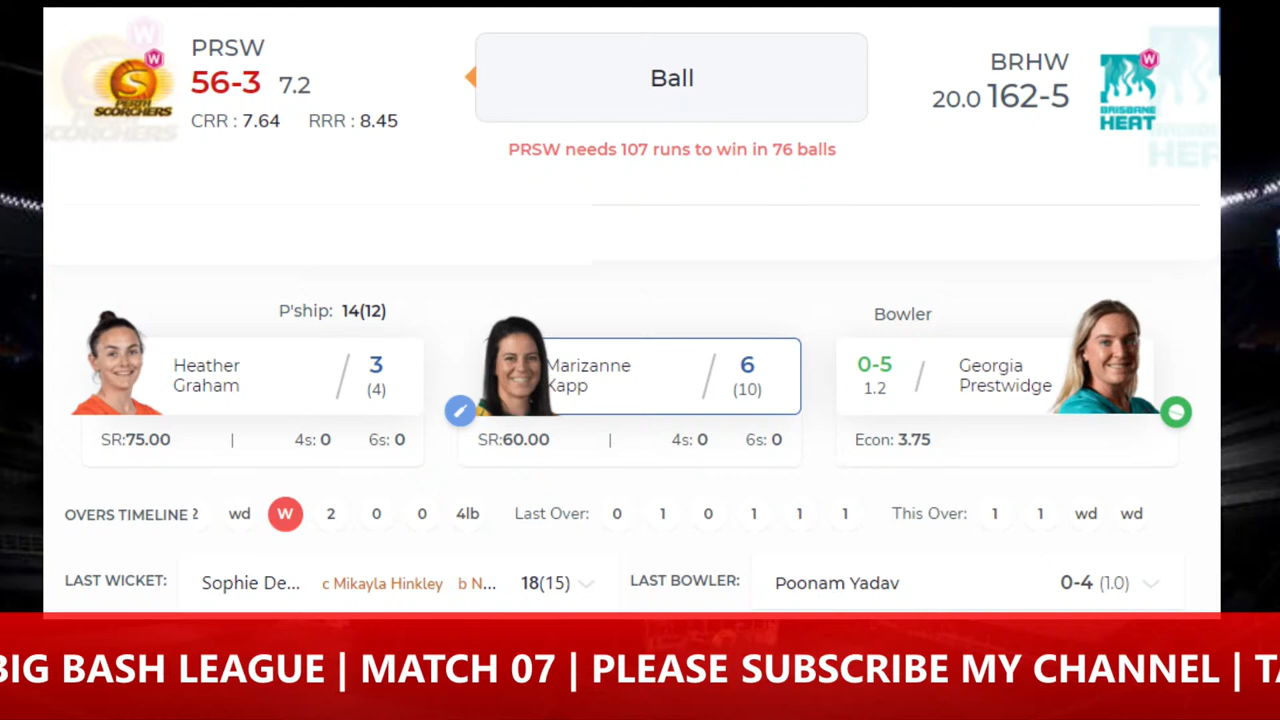 PRSW
56-3 7.2
CRR : 7.64 RRR : 8.45
W
PERTH
SCORCHERS
Ball
PRSW needs 107 runs to win in 76 balls
BRHW
20.0 162-5
W
BRISBANE
HEAT
P'ship: 14(12)
Bowler
Heather
Graham
3
(4)
SR:75.00 | 4s: 0 6s: 0
Marizanne
Kapp
6
(10)
SR:60.00 | 4s: 0 6s: 0
0-5
1.2
Georgia
Prestwidge
Econ: 3.75
OVERS TIMELINE 2 wd W 2 0 0 4lb Last Over: 0 1 0 1 1 1 This Over: 1 1 wd wd
LAST WICKET: Sophie De... c Mikayla Hinkley b N... 18(15) LAST BOWLER: Poonam Yadav 0-4 (1.0)
BIG BASH LEAGUE | MATCH 07 | PLEASE SUBSCRIBE MY CHANNEL | TA